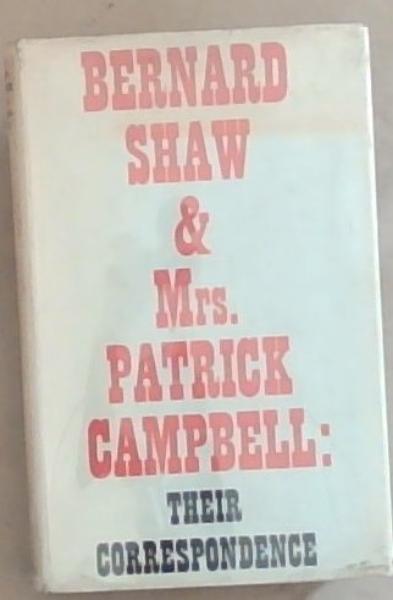 BERNARD
SHAW
&
Mrs.
PATRICK
CAMPBELL:
THEIR
CORRESPONDENCE